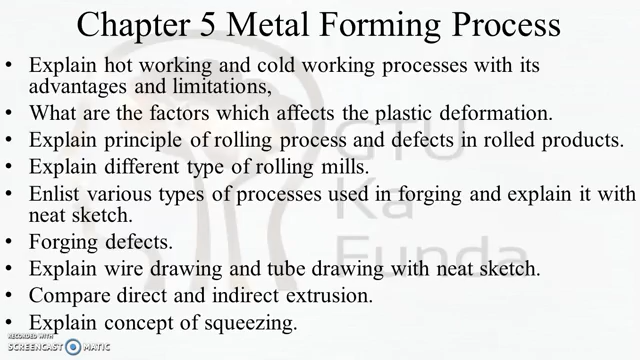 Chapter 5 Metal Forming Process
• Explain hot working and cold working processes with its
advantages and limitations,
• What are the factors which affects the plastic deformation.
• Explain principle of rolling process and defects in rolled products.
• Explain different type of rolling mills.
• Enlist various types of processes used in forging and explain it with
neat sketch.
• Forging defects.
• Explain wire drawing and tube drawing with neat sketch.
• Compare direct and indirect extrusion.
• Explain concept of squeezing.
GTU
Ka
Funda
RECORDED WITH
SCREENCAST MATIC